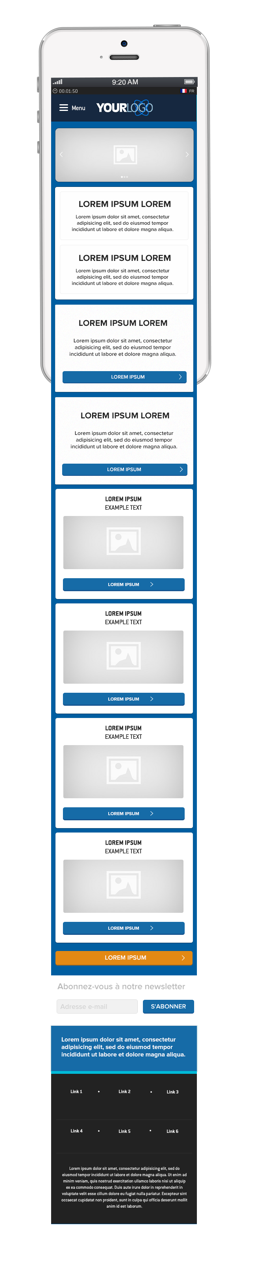 9:20 AM
00:01:50
FR
Menu
YOURLOGO
LOREM IPSUM LOREM
Lorem ipsum dolor sit amet, consectetur
adipisicing elit, sed do eiusmod tempor
incididunt ut labore et dolore magna aliqua.
LOREM IPSUM LOREM
Lorem ipsum dolor sit amet, consectetur
adipisicing elit, sed do eiusmod tempor
incididunt ut labore et dolore magna aliqua.
LOREM IPSUM LOREM
Lorem ipsum dolor sit amet, consectetur
adipisicing elit, sed do eiusmod tempor
incididunt ut labore et dolore magna aliqua.
LOREM IPSUM
LOREM IPSUM LOREM
Lorem ipsum dolor sit amet, consectetur
adipisicing elit, sed do eiusmod tempor
incididunt ut labore et dolore magna aliqua.
LOREM IPSUM
LOREM IPSUM
EXAMPLE TEXT
LOREM IPSUM
LOREM IPSUM
EXAMPLE TEXT
LOREM IPSUM
LOREM IPSUM
EXAMPLE TEXT
LOREM IPSUM
LOREM IPSUM
EXAMPLE TEXT
LOREM IPSUM
LOREM IPSUM
Abonnez-vous à notre newsletter
Adresse e-mail
S'ABONNER
Lorem ipsum dolor sit amet, consectetur
adipisicing elit, sed do eiusmod tempor
incididunt ut labore et dolore magna aliqua.
Link 1 • Link 2 • Link 3
Link 4 • Link 5 • Link 6
Lorem ipsum dolor sit amet, consectetur adipisicing elit, sed do
eiusmod tempor incididunt ut labore et dolore magna aliqua. Ut enim ad
minim veniam, quis nostrud exercitation ullamco laboris nisi ut aliquip
ex ea commodo consequat. Duis aute irure dolor in reprehenderit in
voluptate velit esse cillum dolore eu fugiat nulla pariatur. Excepteur sint
occaecat cupidatat non proident, sunt in culpa qui officia deserunt
mollit anim id est laborum.